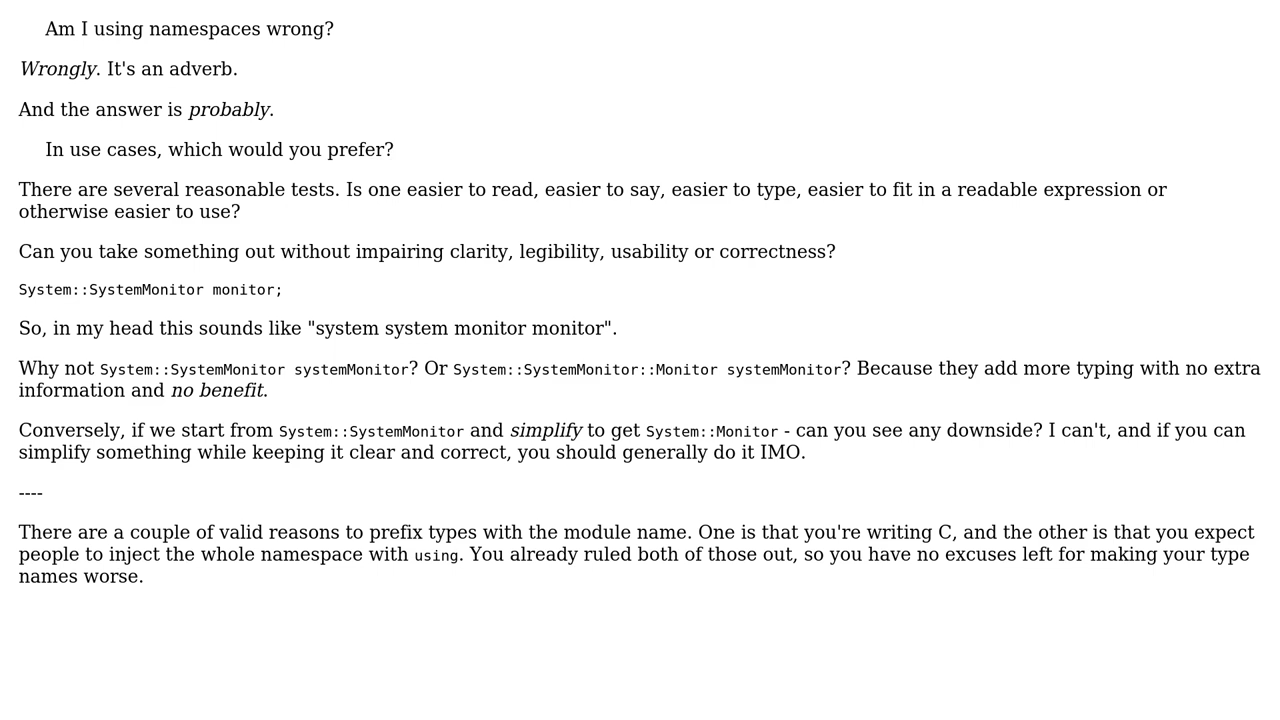 Am I using namespaces wrong?
Wrongly. It's an adverb.
And the answer is probably.
In use cases, which would you prefer?
There are several reasonable tests. Is one easier to read, easier to say, easier to type, easier to fit in a readable expression or
otherwise easier to use?
Can you take something out without impairing clarity, legibility, usability or correctness?
System::SystemMonitor monitor;
So, in my head this sounds like "system system monitor monitor".
Why not System::SystemMonitor systemMonitor? Or System::SystemMonitor::Monitor systemMonitor? Because they add more typing with no extra
information and no benefit.
Conversely, if we start from System::SystemMonitor and simplify to get System::Monitor - can you see any downside? I can't, and if you can
simplify something while keeping it clear and correct, you should generally do it IMO.
----
There are a couple of valid reasons to prefix types with the module name. One is that you're writing C, and the other is that you expect
people to inject the whole namespace with using. You already ruled both of those out, so you have no excuses left for making your type
names worse.